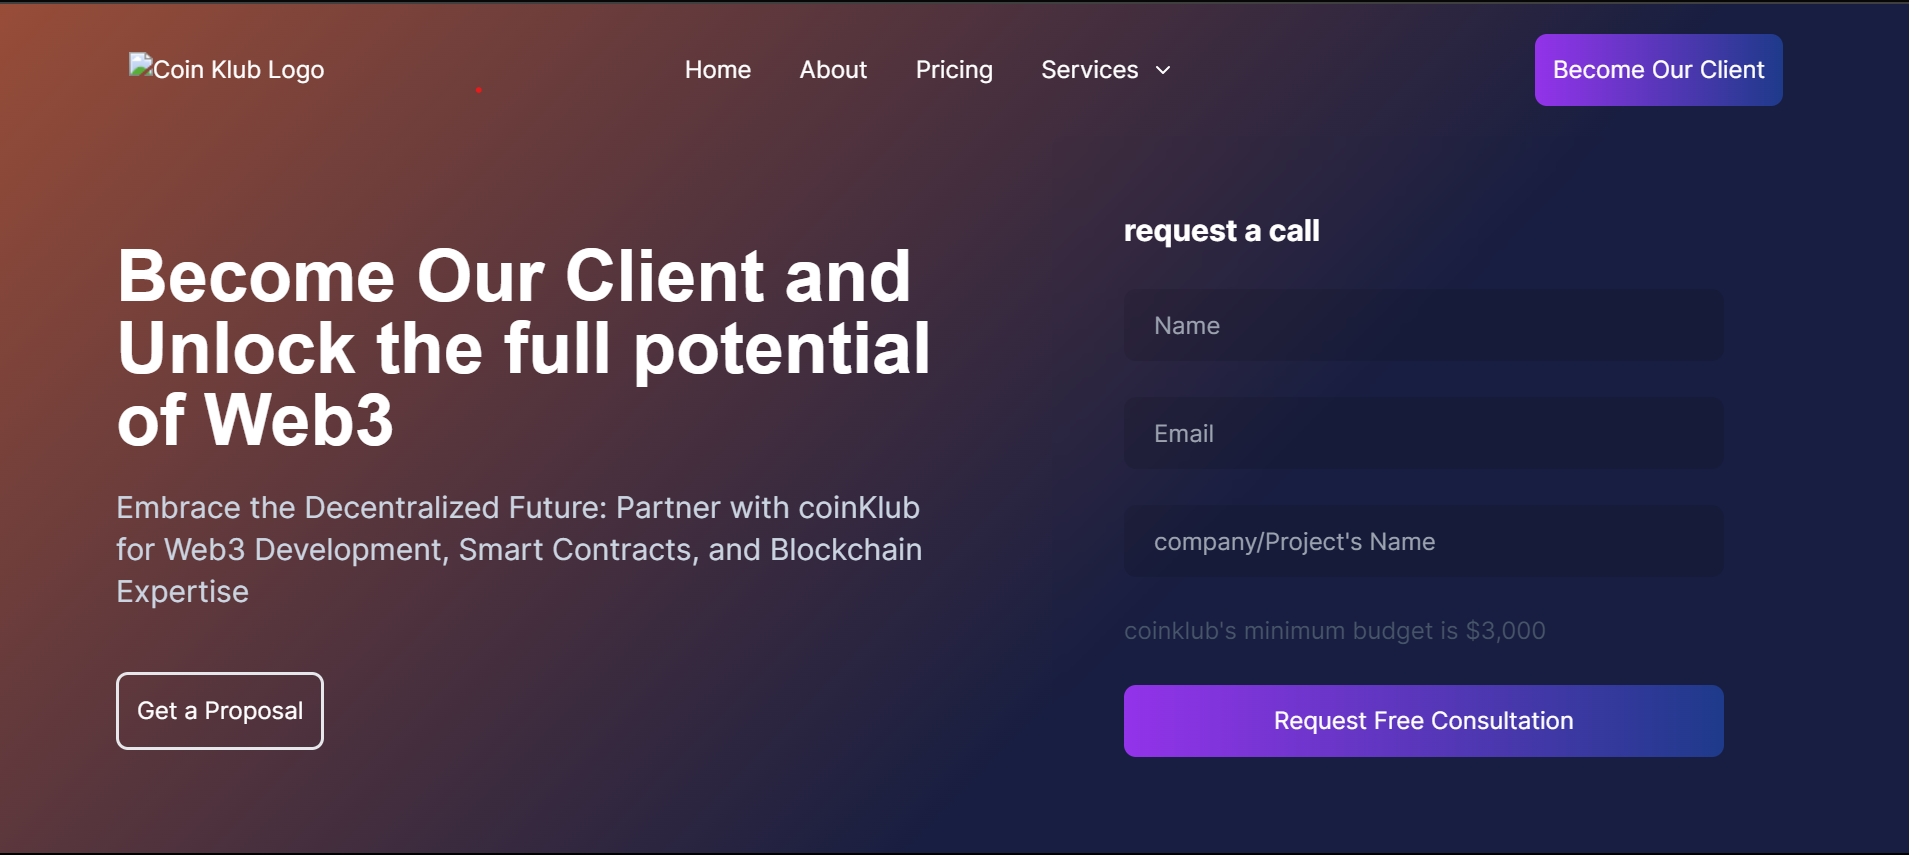 Coin Klub Logo
Home
About
Pricing
Services
Become Our Client
Become Our Client and
Unlock the full potential
of Web3
Embrace the Decentralized Future: Partner with coinKlub
for Web3 Development, Smart Contracts, and Blockchain
Expertise
Get a Proposal
request a call
Name
Email
company/Project's Name
coinklub's minimum budget is $3,000
Request Free Consultation